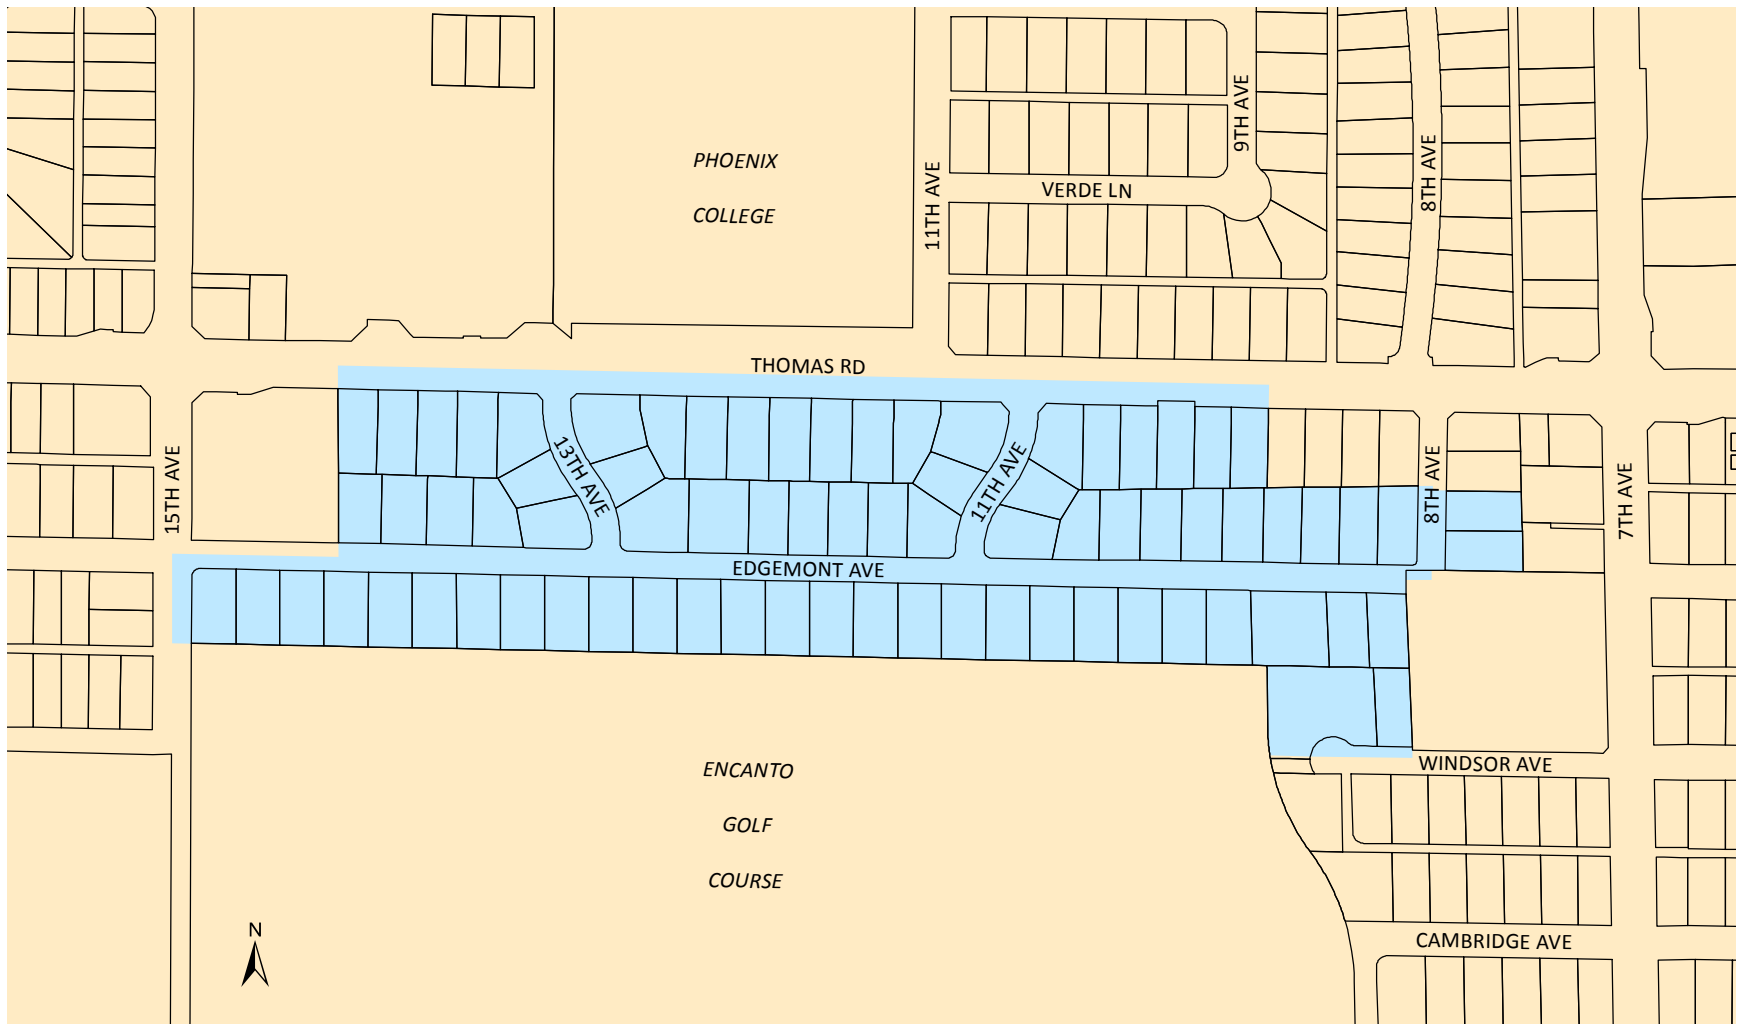 9TH AVE
8TH AVE
PHOENIX
COLLEGE
11TH AVE
VERDE LN
THOMAS RD
15TH AVE
13TH AVE
11TH AVE
8TH AVE
7TH AVE
EDGEMONT AVE
ENCANTO
GOLF
COURSE
WINDSOR AVE
N
CAMBRIDGE AVE